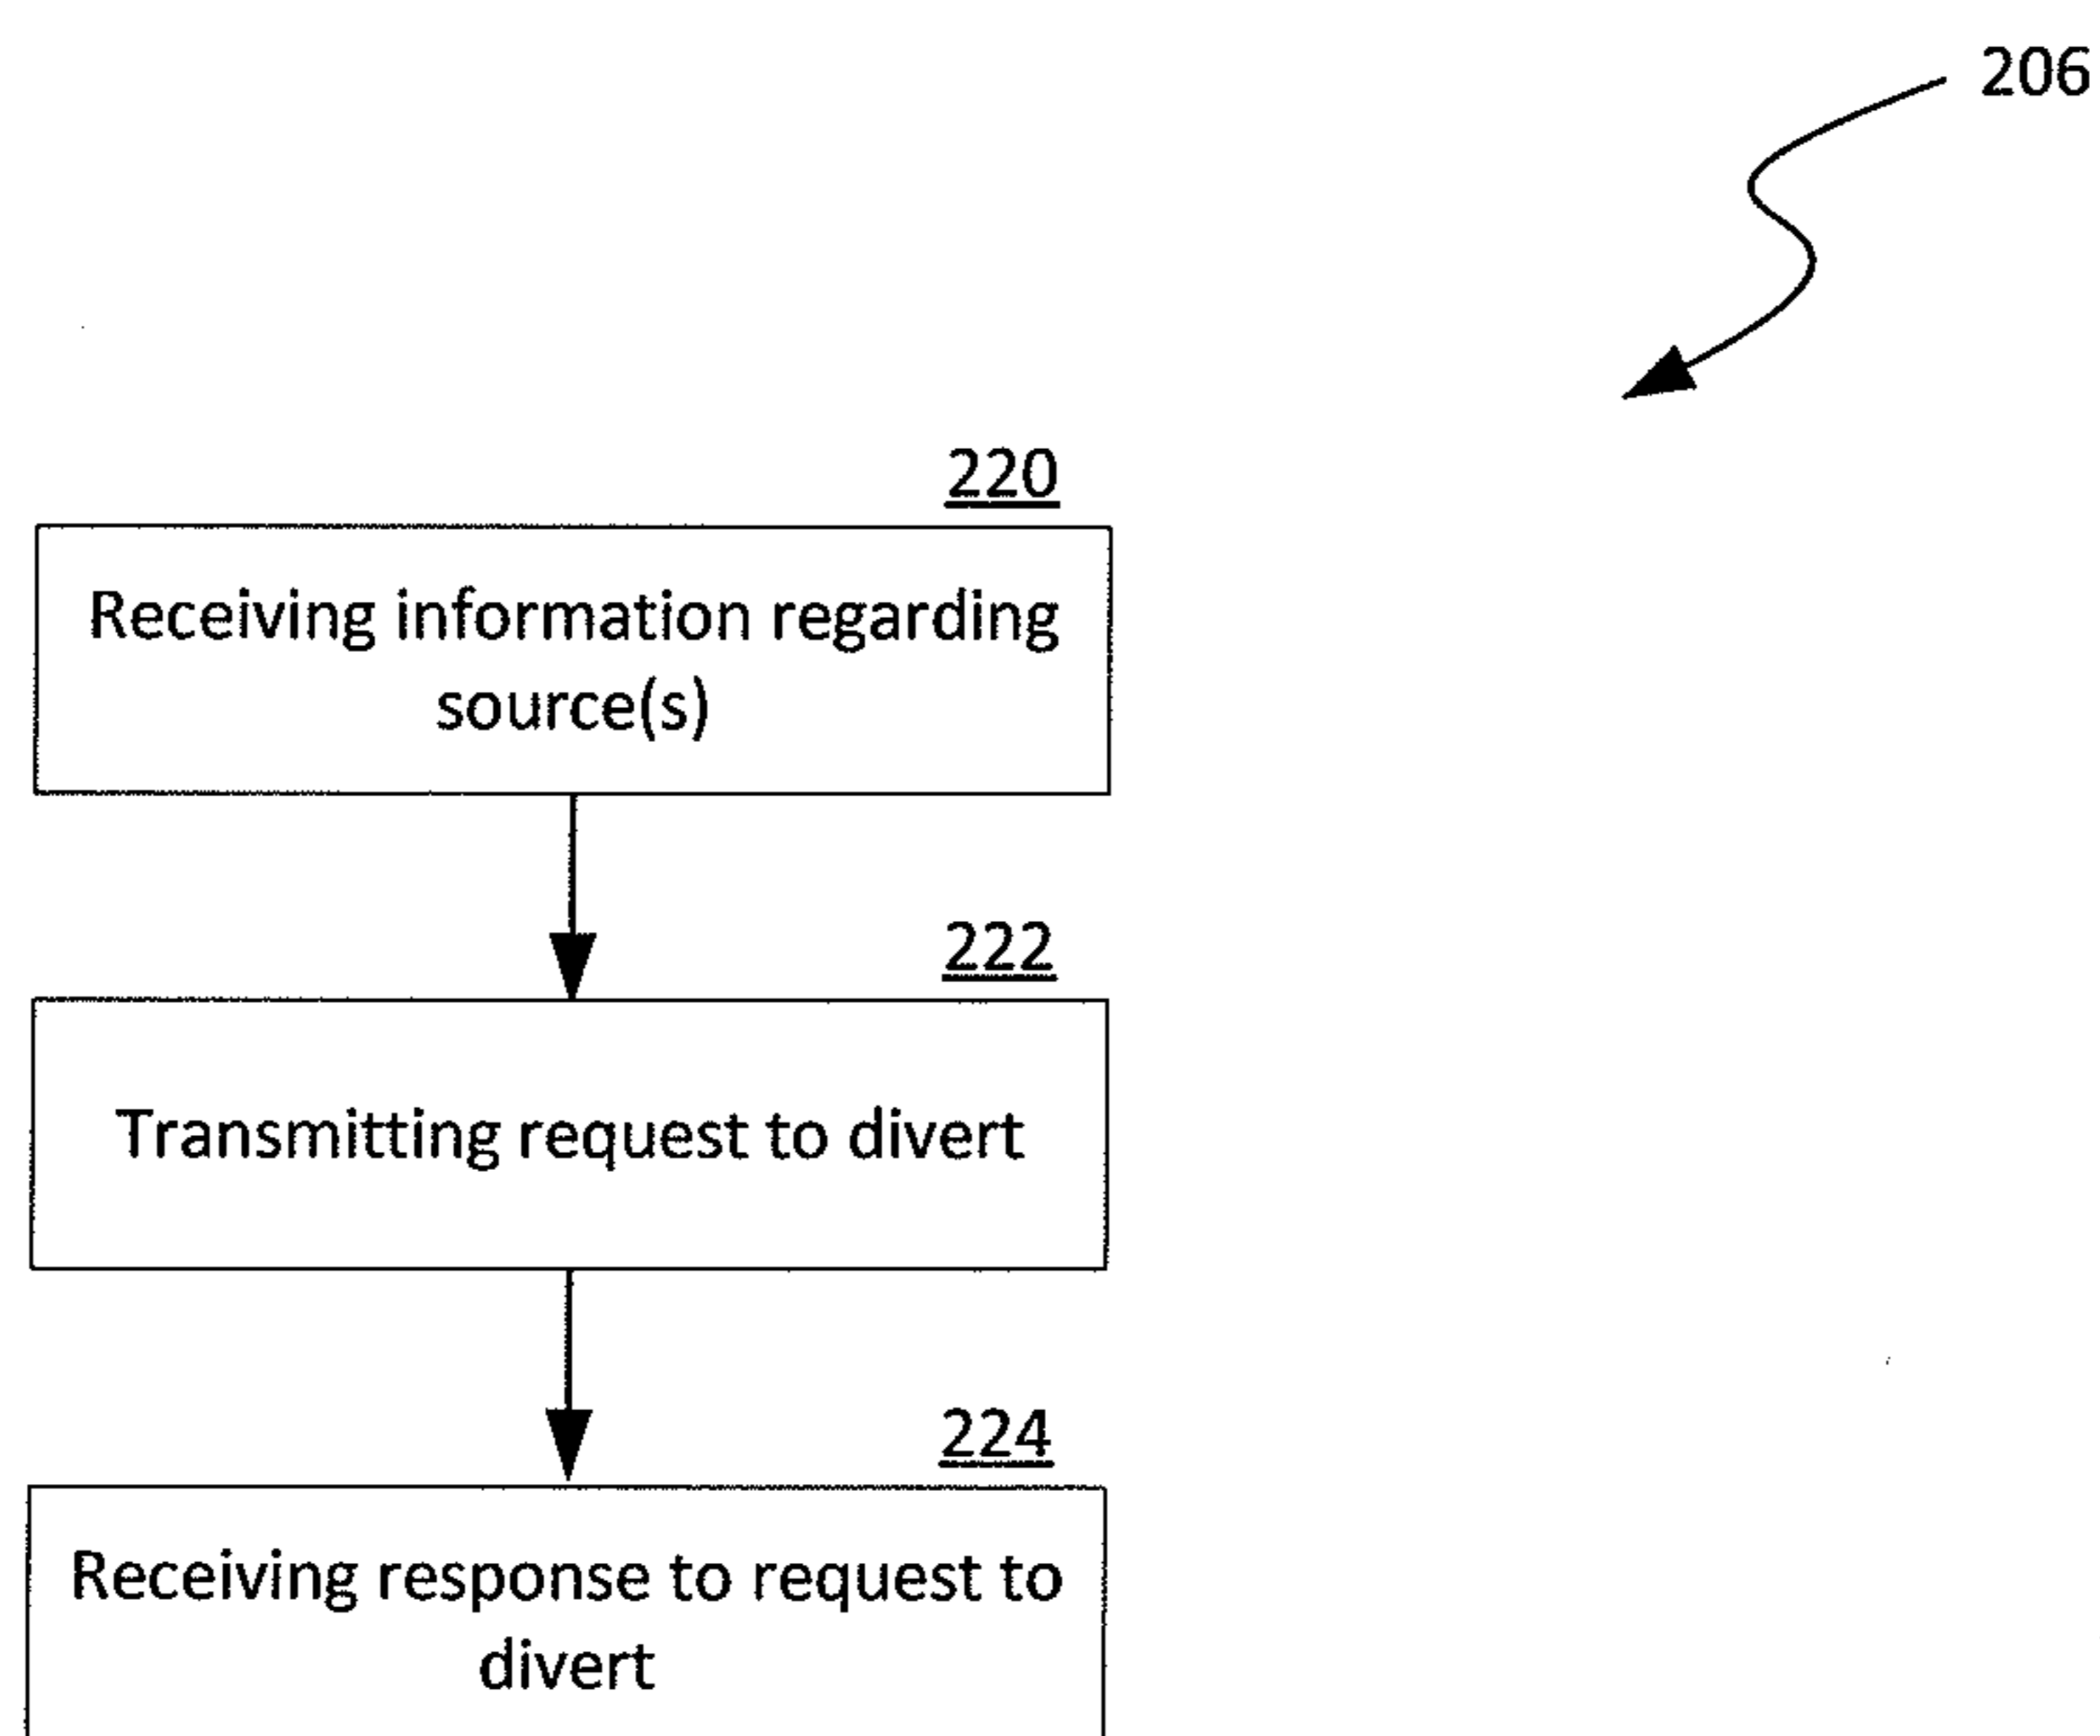 206
220
Receiving information regarding
source(s)
222
Transmitting request to divert
224
Receiving response to request to
divert